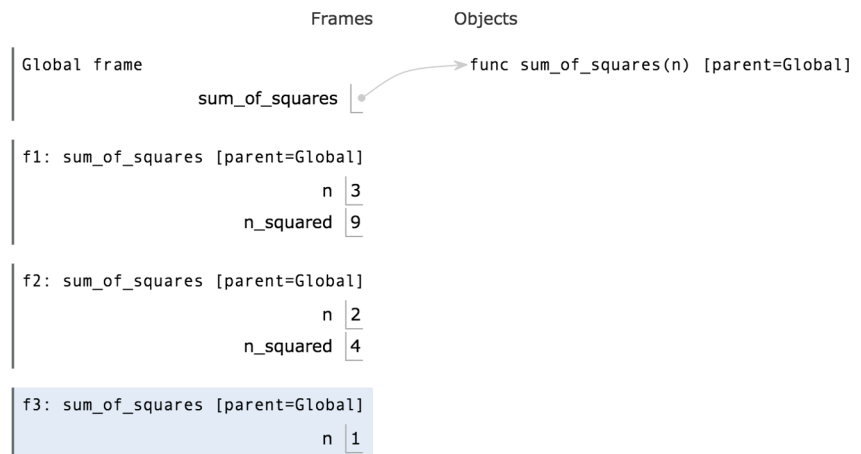 Frames Objects
Global frame func sum_of_squares(n) [parent=Global]
sum_of_squares
f1: sum_of_squares [parent=Global]
n 3
n_squared 9
f2: sum_of_squares [parent=Global]
n 2
n_squared 4
f3: sum_of_squares [parent=Global]
n 1